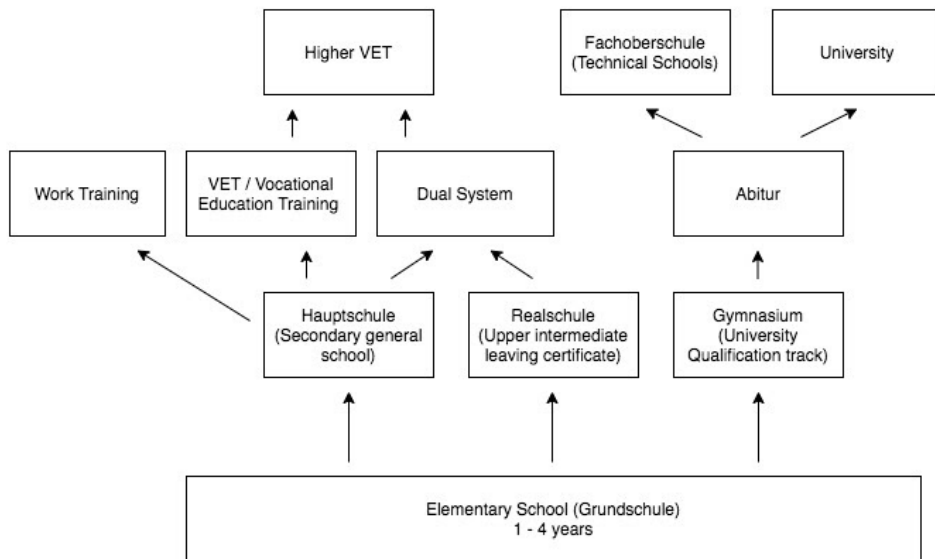 Higher VET
Fachoberschule
(Technical Schools)
University
Work Training
VET / Vocational
Education Training
Dual System
Abitur
Hauptschule
(Secondary general
school)
Realschule
(Upper intermediate
leaving certificate)
Gymnasium
(University
Qualification track)
Elementary School (Grundschule)
1 - 4 years